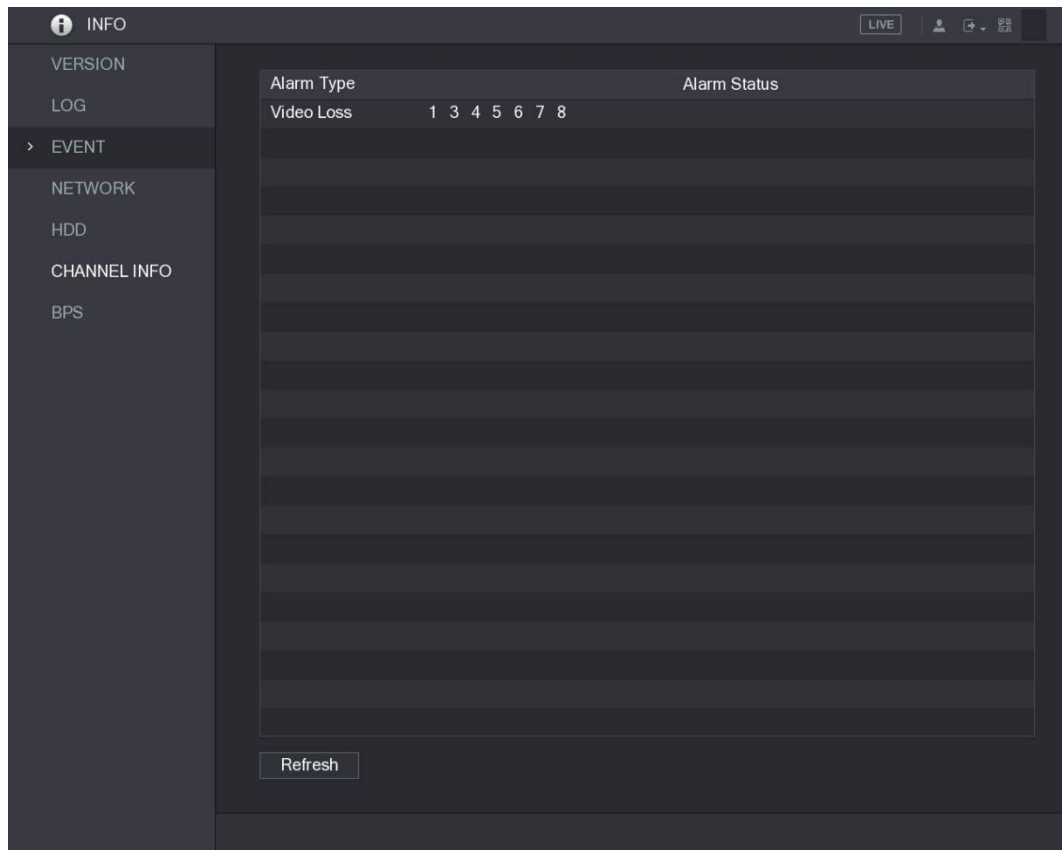 INFO
LIVE
VERSION
LOG
> EVENT
NETWORK
HDD
CHANNEL INFO
BPS
Alarm Type Alarm Status
Video Loss 1 3 4 5 6 7 8
Refresh